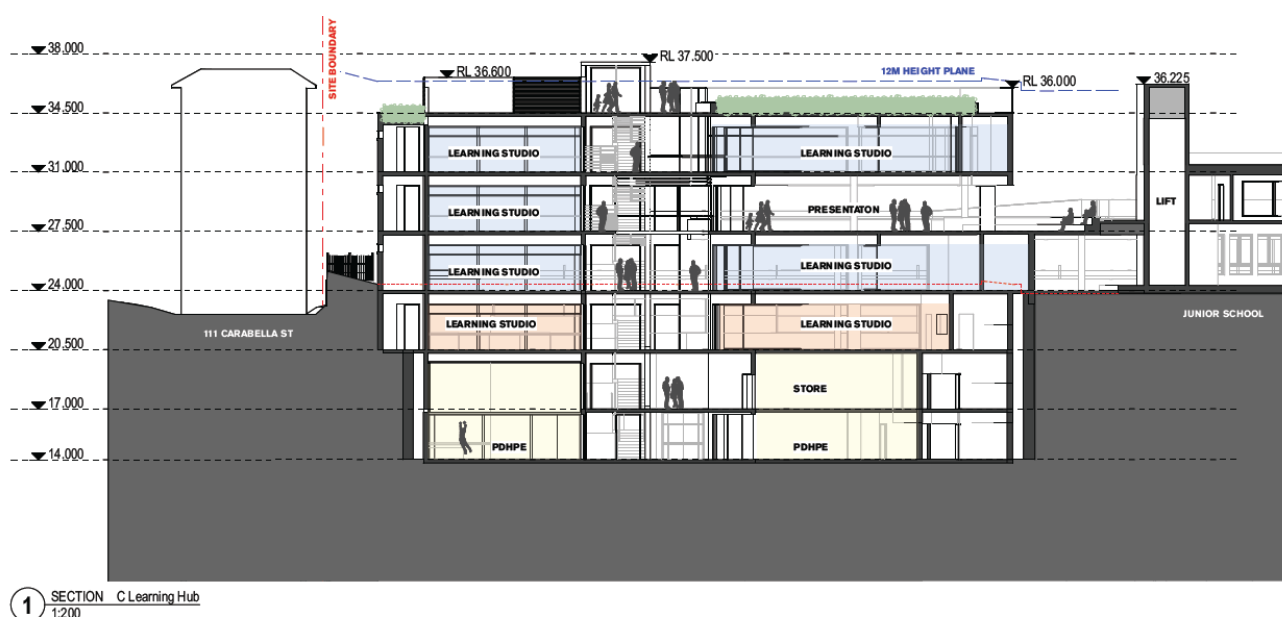 38.000
SITE BOUNDARY
RL 36.600
RL 37.500
12M HEIGHT PLANE
RL 36.000
36.225
34.500
LEARNING STUDIO
LEARNING STUDIO
31.000
LEARNING STUDIO
PRESENTATON
LIFT
27.500
LEARNING STUDIO
LEARNING STUDIO
24.000
111 CARABELLA ST
LEARNING STUDIO
LEARNING STUDIO
JUNIOR SCHOOL
20.500
STORE
17.000
PDHPE
PDHPE
14.000
1 SECTION C Learning Hub
1:200